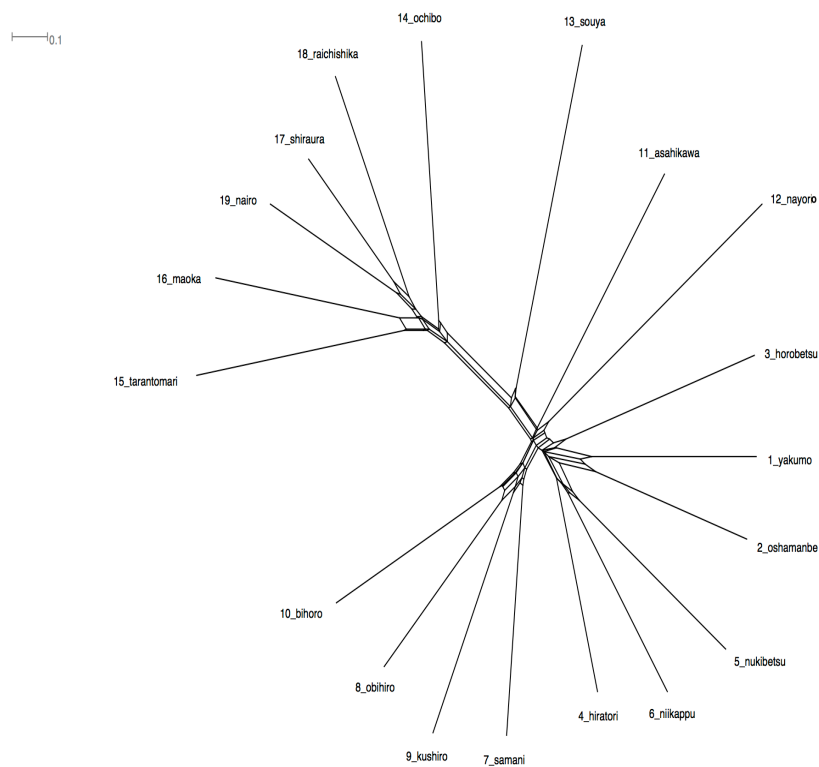 14_ochibo
13_souya
0.1
18_raichishika
17_shiraura
11_asahikawa
19_nairo
12_nayorio
16_maoka
3_horobetsu
15_tarantomari
1_yakumo
2_oshamanbe
10_bihoro
5_nukibetsu
8_obihiro
4_hiratori
6_niikappu
9_kushiro
7_samani